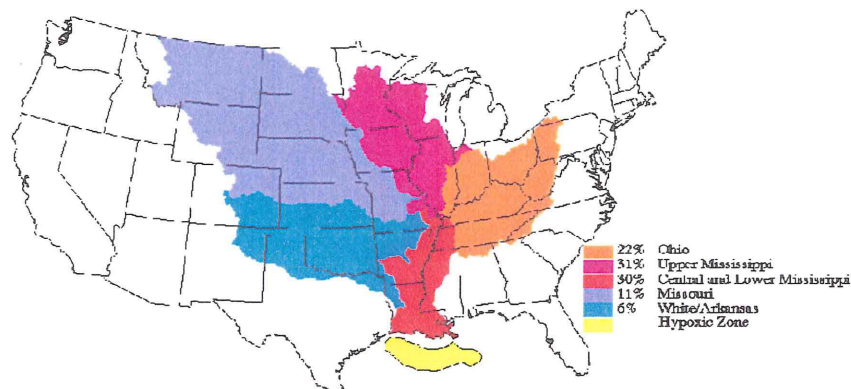 22% Ohio
31% Upper Mississippi
30% Central and Lower Mississippi
11% Missouri
6% White/Arkansas
Hypoxic Zone